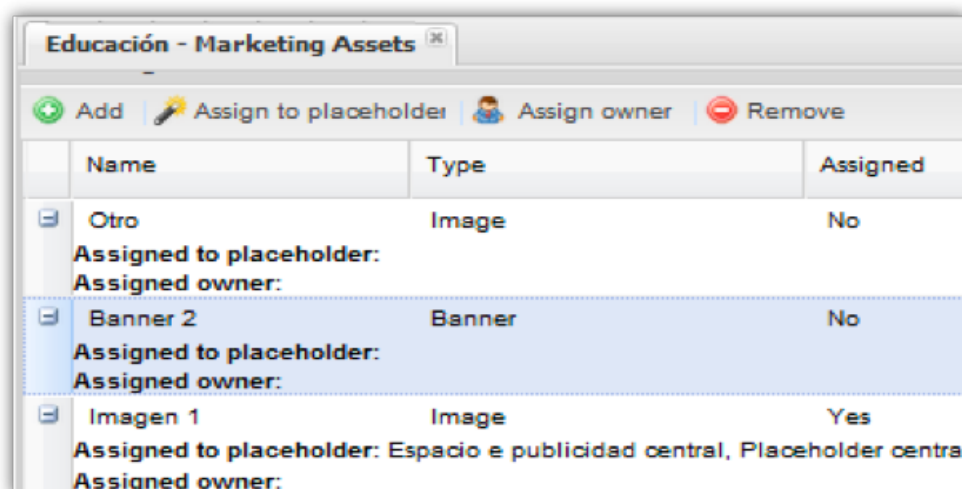 Educación - Marketing Assets
Add Assign to placeholder Assign owner Remove
Name Type Assigned
Otro Image No
Assigned to placeholder:
Assigned owner:
Banner 2 Banner No
Assigned to placeholder:
Assigned owner:
Imagen 1 Image Yes
Assigned to placeholder: Espacio e publicidad central, Placeholder centra
Assigned owner: